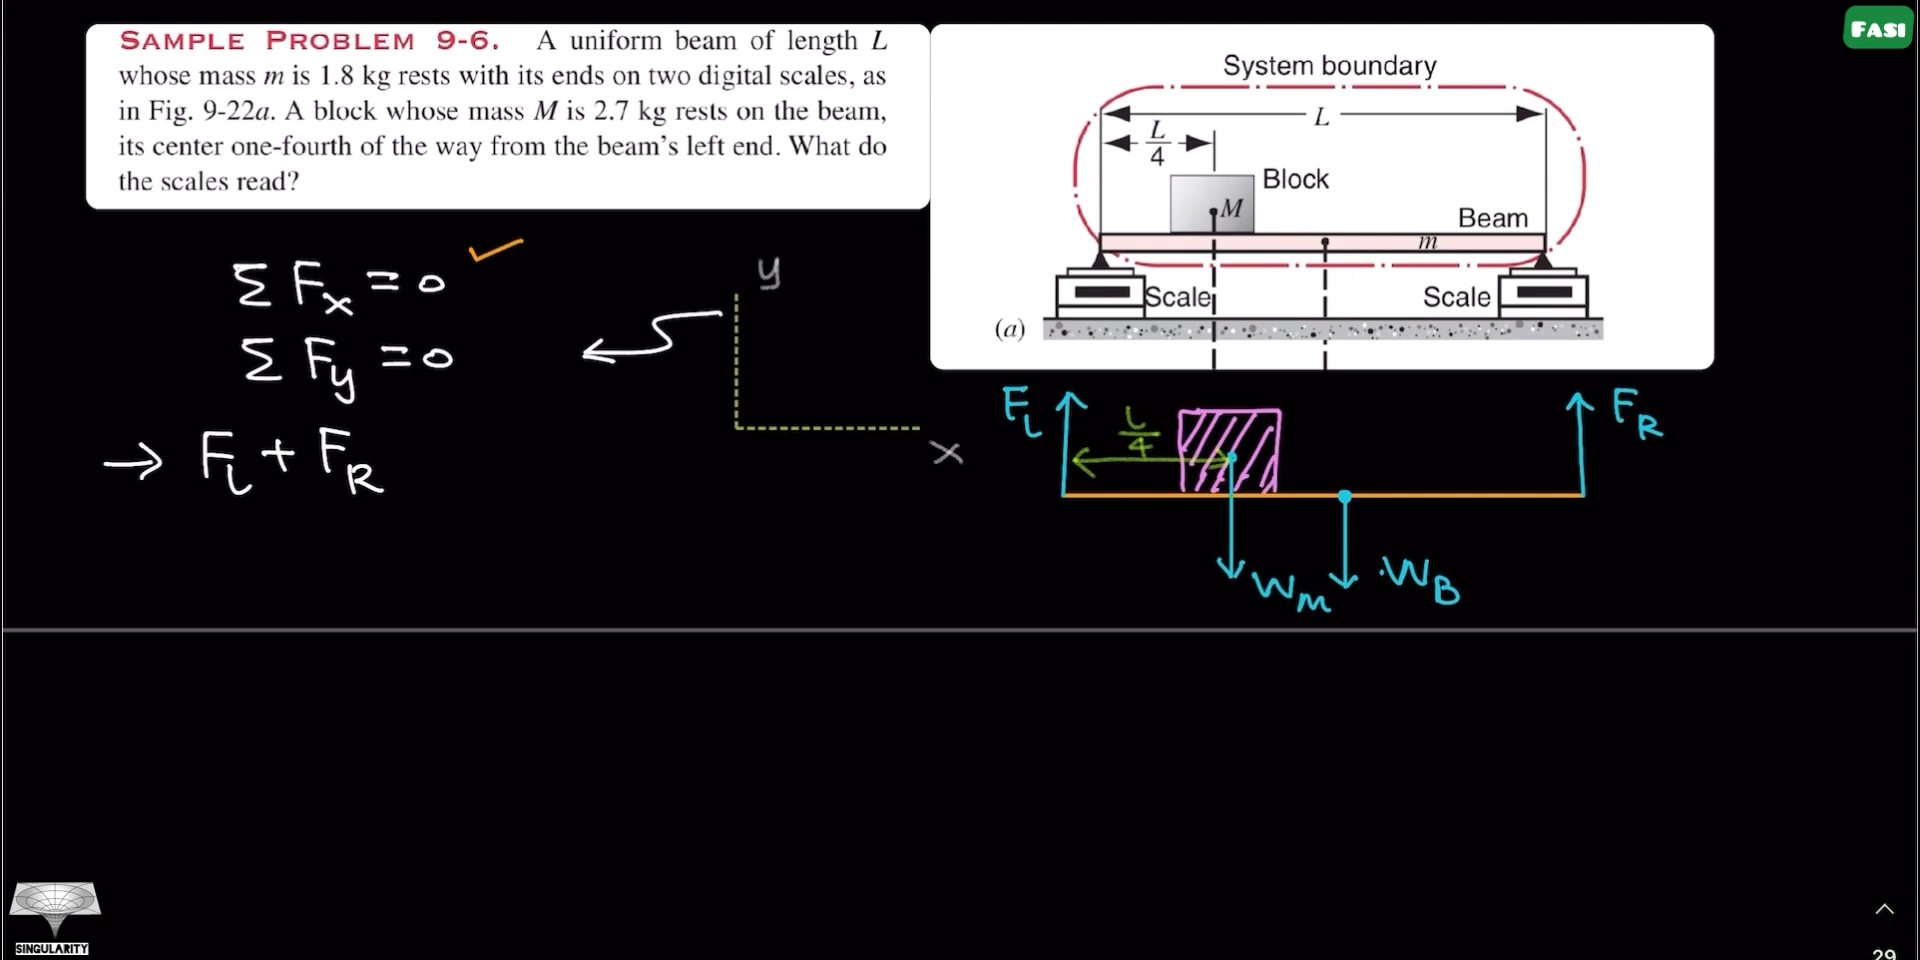 SAMPLE PROBLEM 9-6. A uniform beam of length L
whose mass m is 1.8 kg rests with its ends on two digital scales, as
in Fig. 9-22a. A block whose mass M is 2.7 kg rests on the beam,
its center one-fourth of the way from the beam's left end. What do
the scales read?
FASI
System boundary
L
L/4
Block
M
Beam
m
Scale
Scale
(a)
Σ Fx = 0
Σ Fy = 0
→ FL + FR
y
x
FL
L/4
FR
WM
WB
SINGULARITY
29